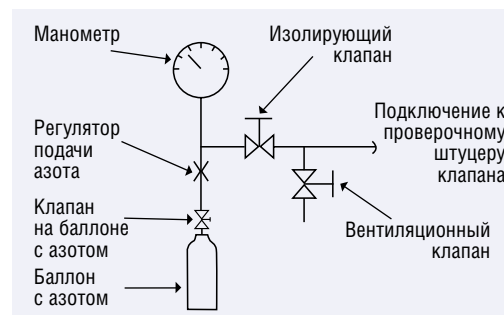 Манометр
Изолирующий
клапан
Подключение к
проверочному
штуцеру
клапана
Регулятор
подачи
азота
Клапан
на баллоне
с азотом
Вентиляционный
клапан
Баллон
с азотом